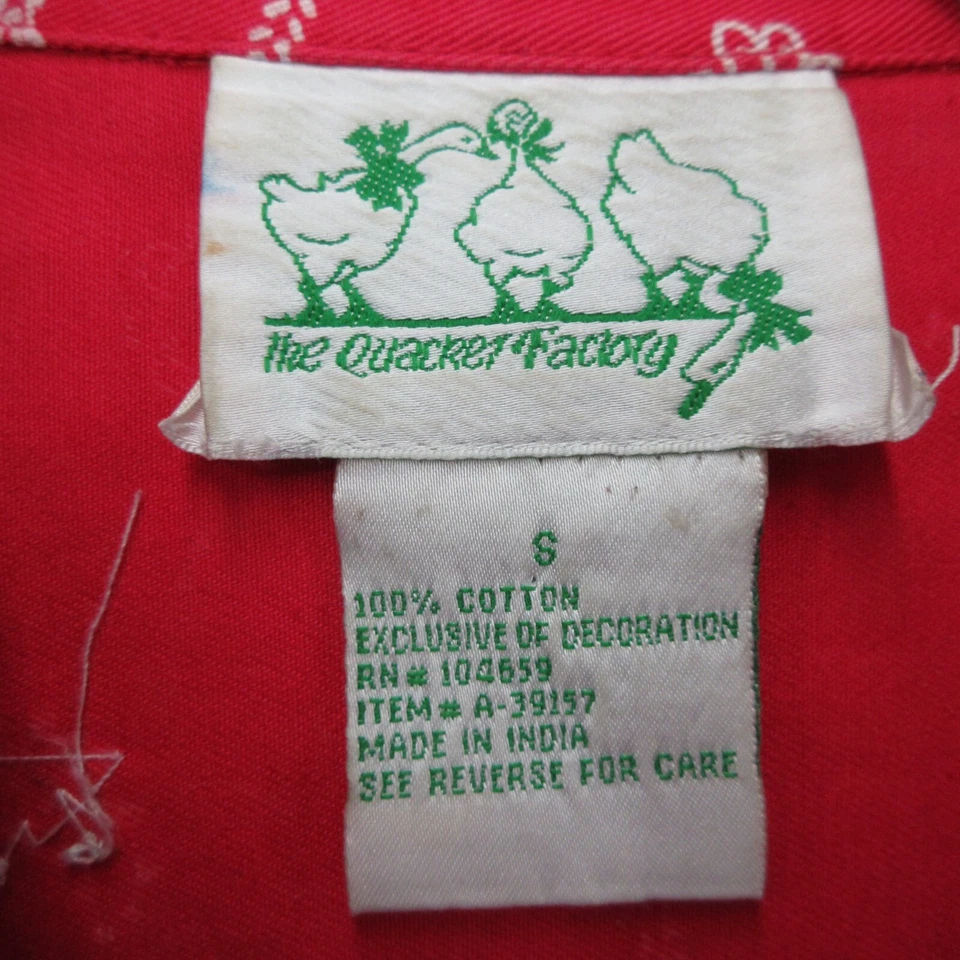 The Quacker Factory
S
100% COTTON
EXCLUSIVE OF DECORATION
RN# 104659
ITEM# A-39157
MADE IN INDIA
SEE REVERSE FOR CARE